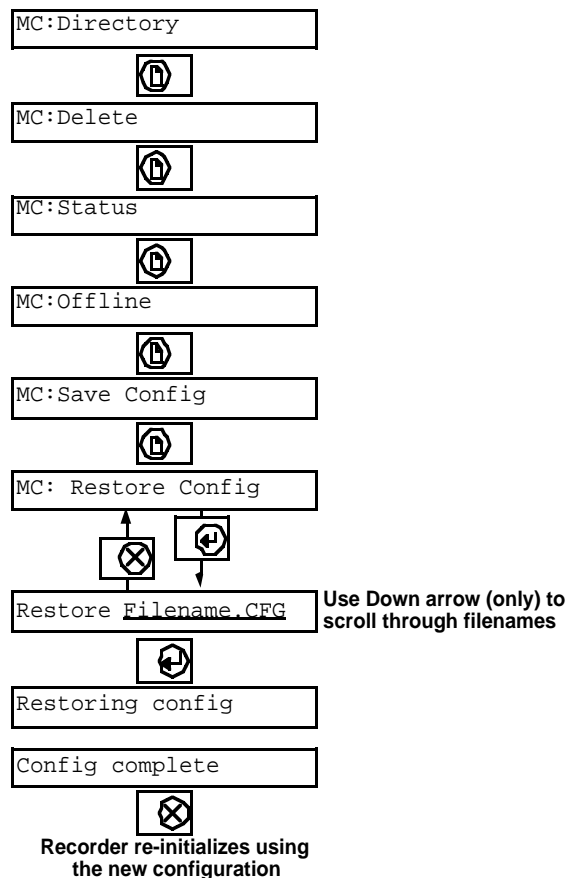 MC:Directory
MC:Delete
MC:Status
MC:Offline
MC:Save Config
MC: Restore Config
Restore Filename.CFG
Use Down arrow (only) to
scroll through filenames
Restoring config
Config complete
Recorder re-initializes using
the new configuration